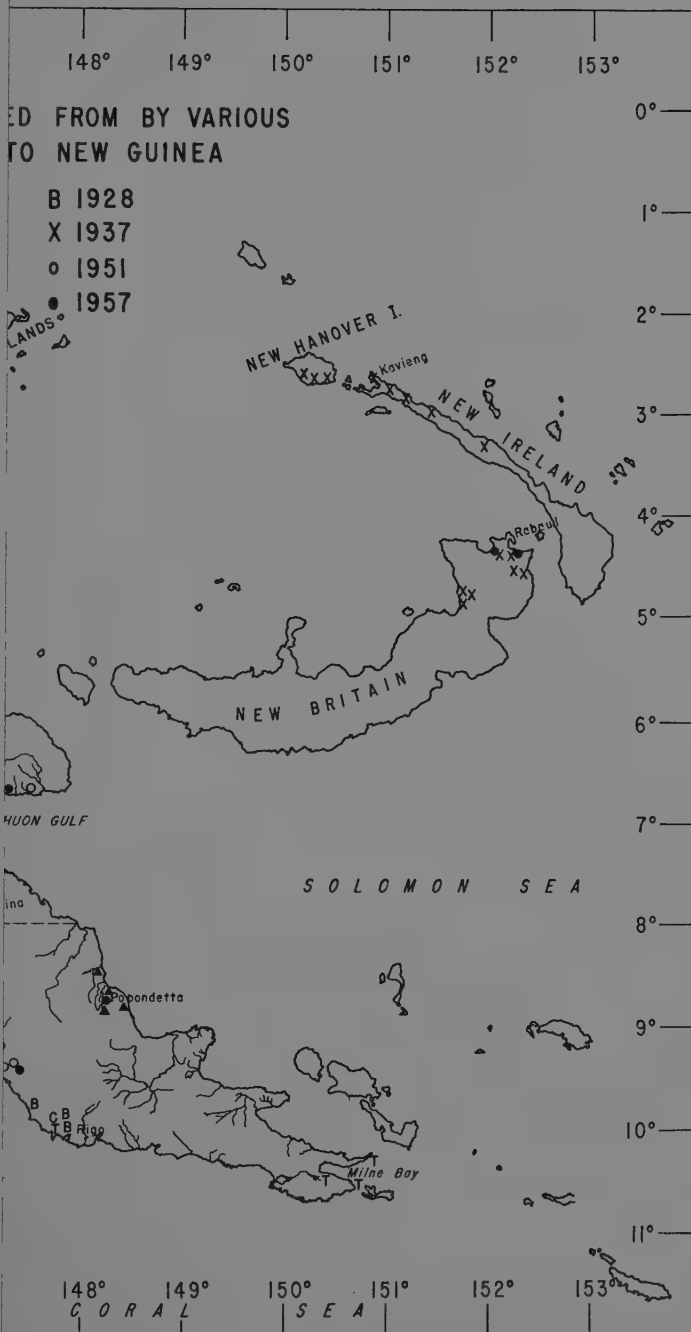 148° 149° 150° 151° 152° 153°
0°
ED FROM BY VARIOUS
TO NEW GUINEA
B 1928
1°
X 1937
o 1951
● 1957
2°
LANDS
NEW HANOVER I.
Kavieng
NEW IRELAND
3°
4°
Rabaul
5°
NEW BRITAIN
6°
HUON GULF
7°
SOLOMON SEA
ina
8°
Popondetta
9°
B
C B
T B Rigo
10°
T
Milne Bay
T T
11°
148° 149° 150° 151° 152° 153°
CORAL SEA